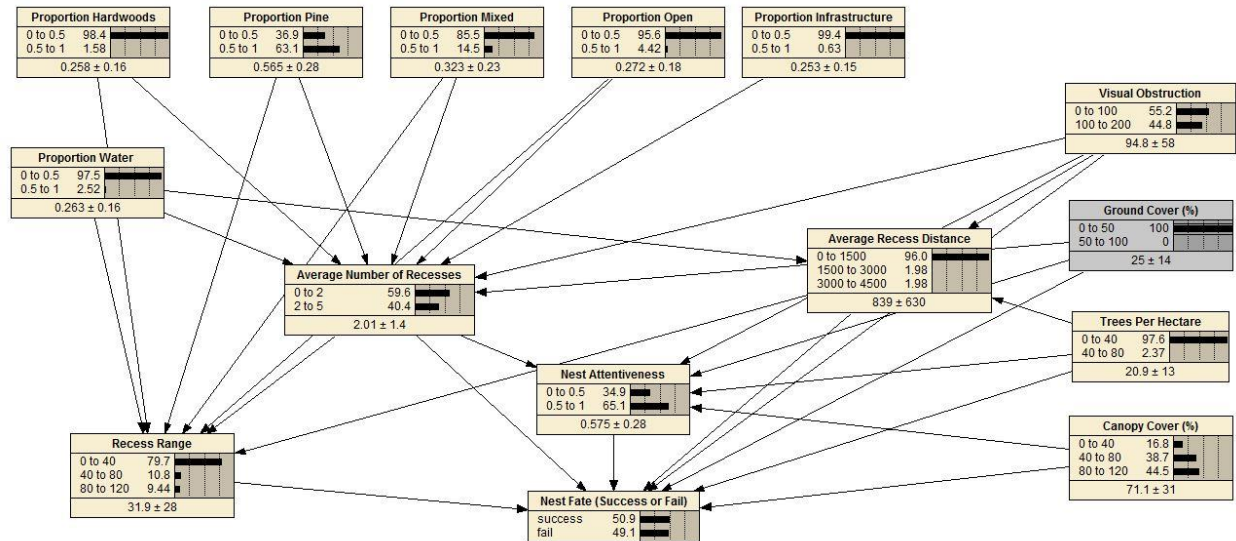 Proportion Hardwoods
0 to 0.5 98.4
0.5 to 1 1.58
0.258 ± 0.16
Proportion Pine
0 to 0.5 36.9
0.5 to 1 63.1
0.565 ± 0.28
Proportion Mixed
0 to 0.5 85.5
0.5 to 1 14.5
0.323 ± 0.23
Proportion Open
0 to 0.5 95.6
0.5 to 1 4.42
0.272 ± 0.18
Proportion Infrastructure
0 to 0.5 99.4
0.5 to 1 0.63
0.253 ± 0.15
Visual Obstruction
0 to 100 55.2
100 to 200 44.8
94.8 ± 58
Proportion Water
0 to 0.5 97.5
0.5 to 1 2.52
0.263 ± 0.16
Ground Cover (%)
0 to 50 100
50 to 100 0
25 ± 14
Average Recess Distance
0 to 1500 96.0
1500 to 3000 1.98
3000 to 4500 1.98
839 ± 630
Average Number of Recesses
0 to 2 59.6
2 to 5 40.4
2.01 ± 1.4
Trees Per Hectare
0 to 40 97.6
40 to 80 2.37
20.9 ± 13
Nest Attentiveness
0 to 0.5 34.9
0.5 to 1 65.1
0.575 ± 0.28
Canopy Cover (%)
0 to 40 16.8
40 to 80 38.7
80 to 120 44.5
71.1 ± 31
Recess Range
0 to 40 79.7
40 to 80 10.8
80 to 120 9.44
31.9 ± 28
Nest Fate (Success or Fail)
success 50.9
fail 49.1